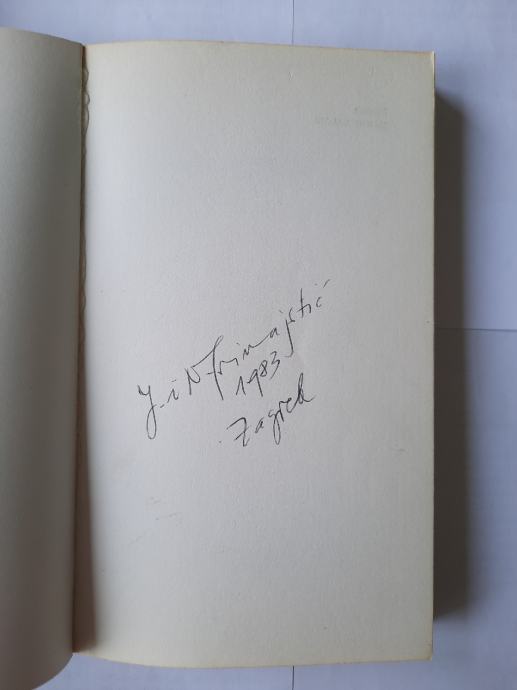 J. i N. Trinajstić
1983
Zagreb